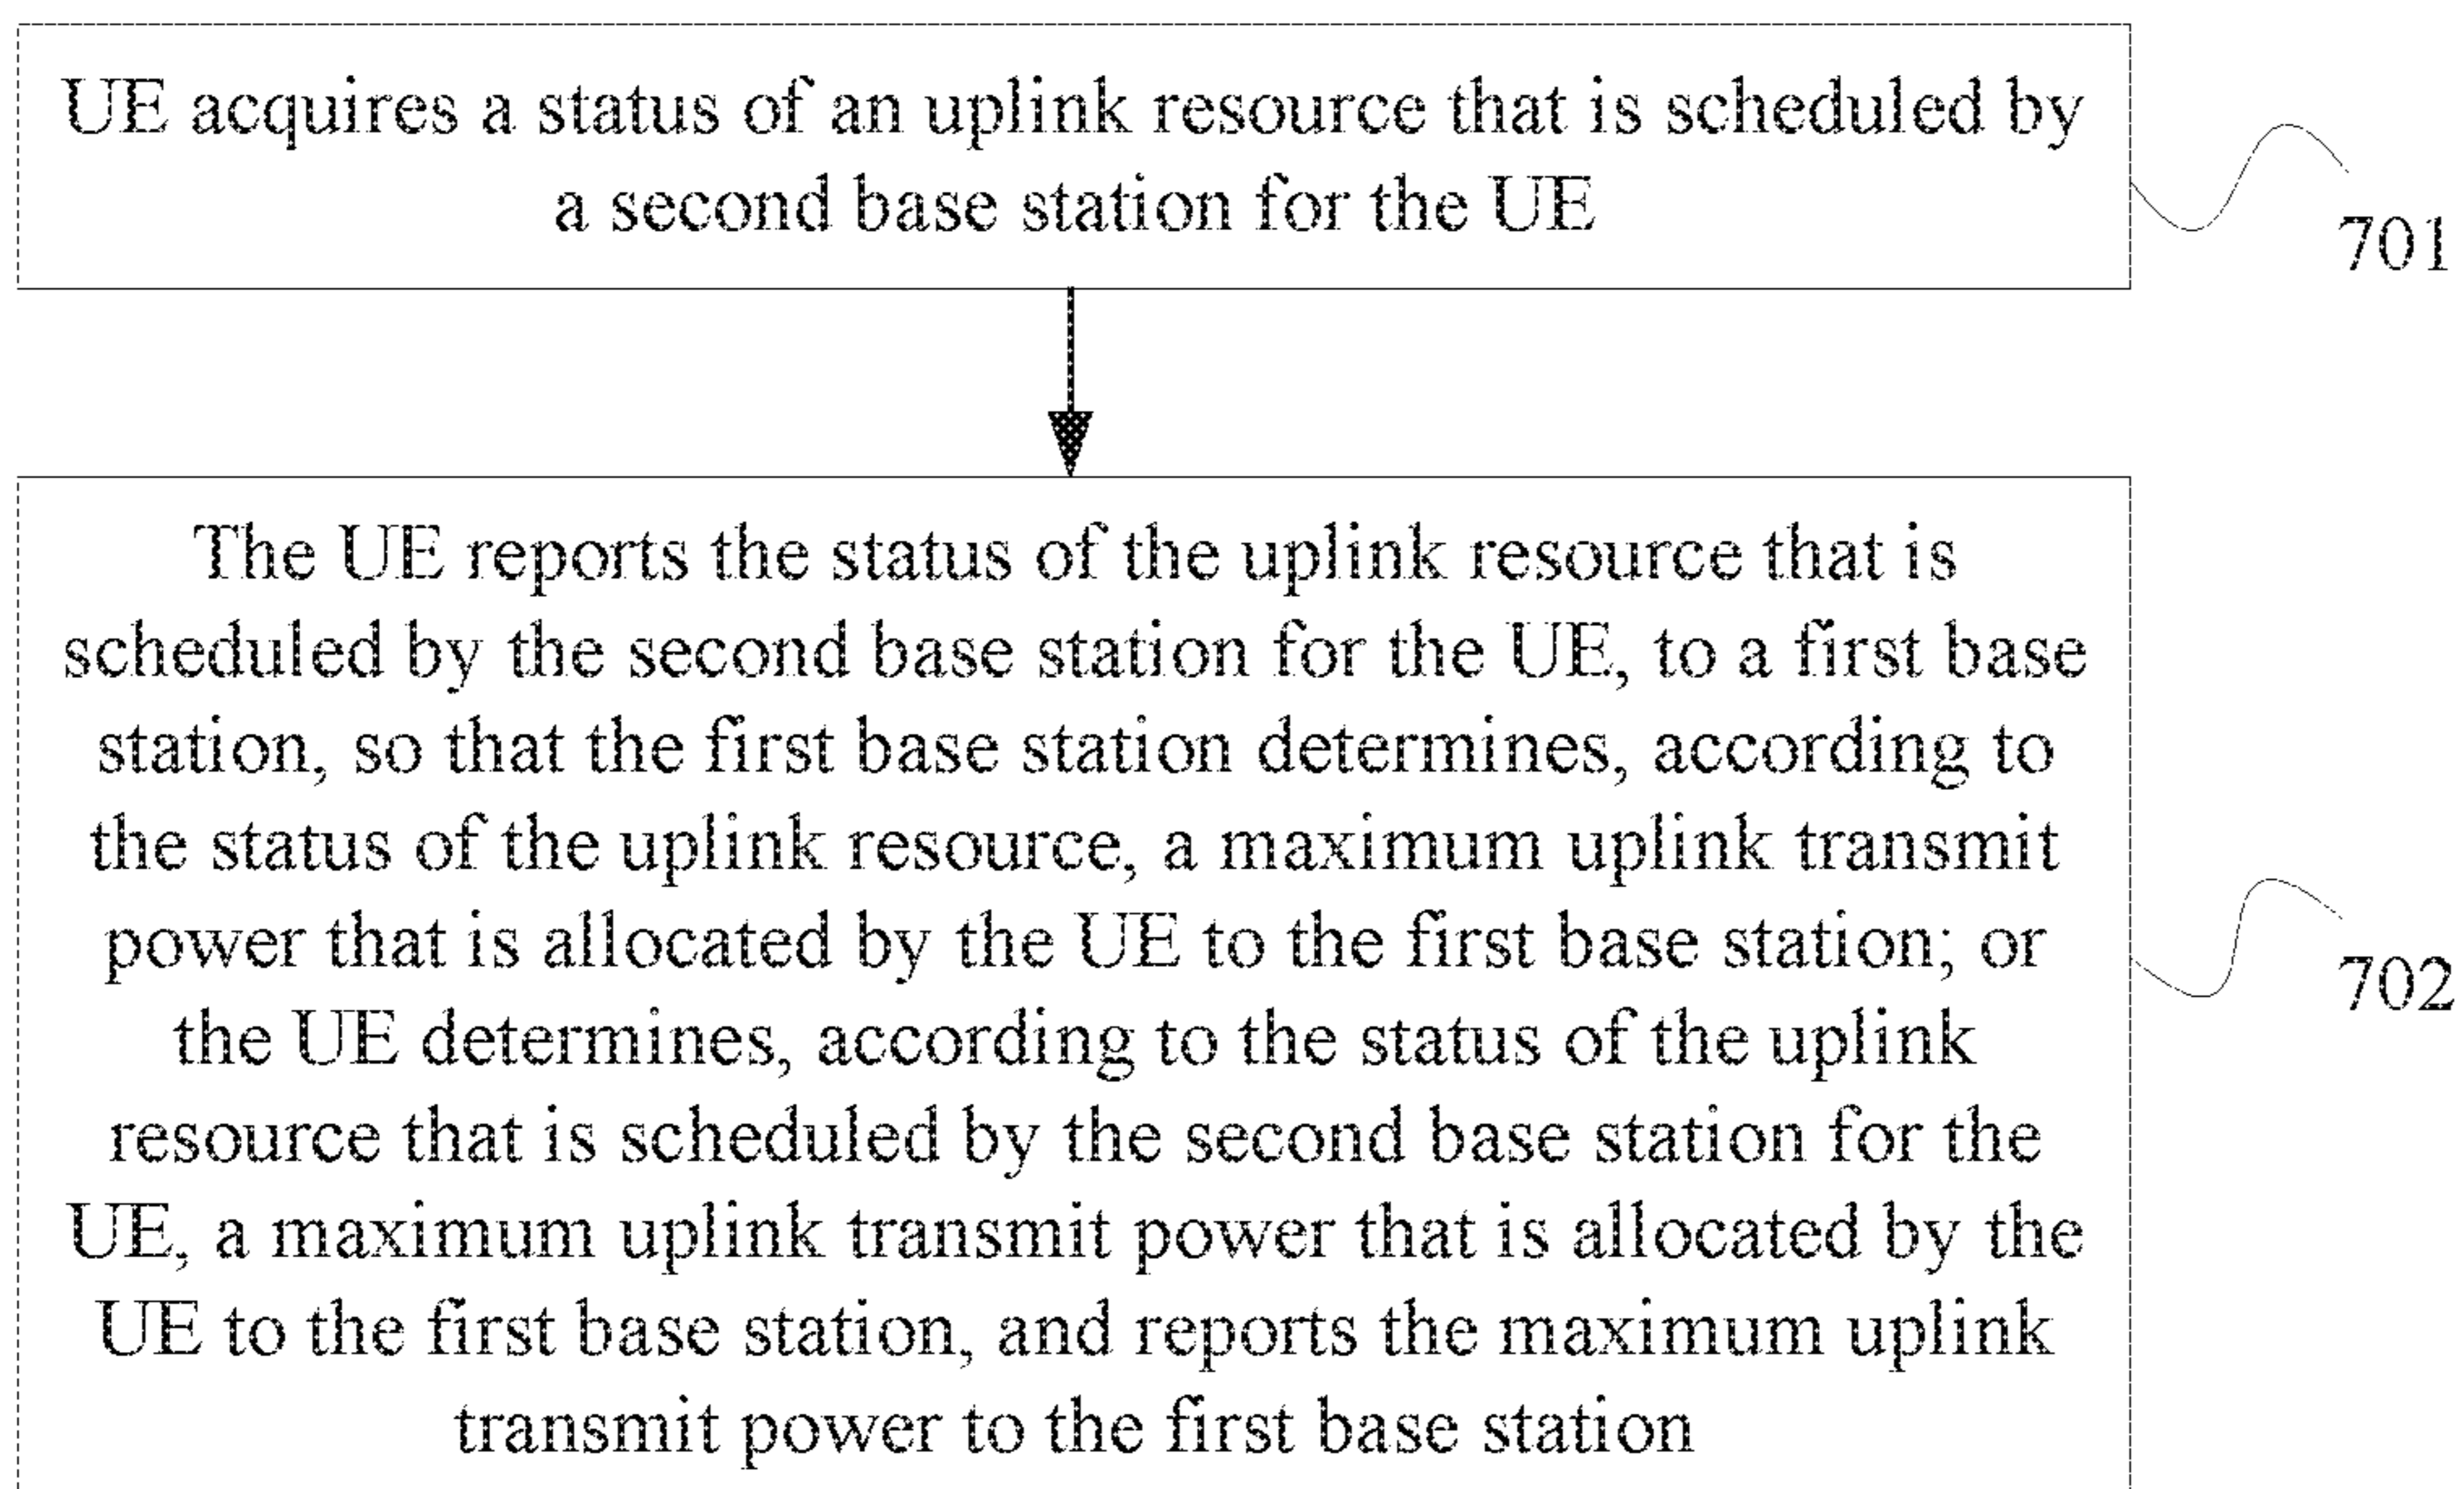 UE acquires a status of an uplink resource that is scheduled by
a second base station for the UE
701
The UE reports the status of the uplink resource that is
scheduled by the second base station for the UE, to a first base
station, so that the first base station determines, according to
the status of the uplink resource, a maximum uplink transmit
power that is allocated by the UE to the first base station; or
the UE determines, according to the status of the uplink
resource that is scheduled by the second base station for the
UE, a maximum uplink transmit power that is allocated by the
UE to the first base station, and reports the maximum uplink
transmit power to the first base station
702